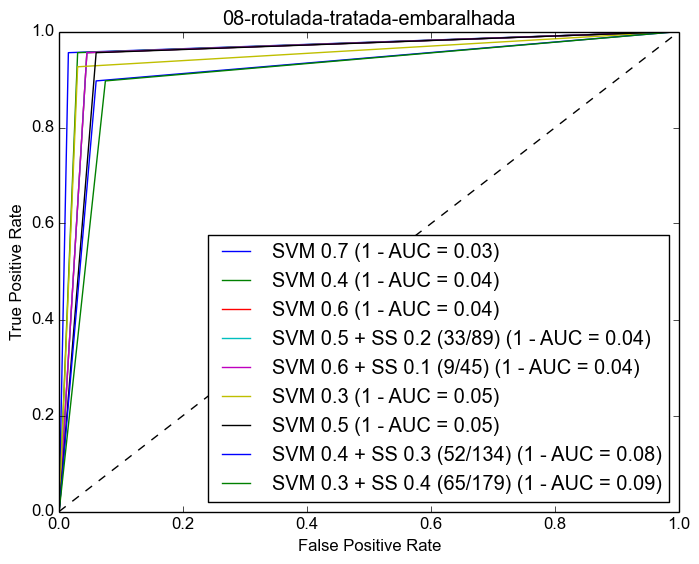 08-rotulada-tratada-embaralhada
1.0
0.8
0.6
0.4
0.2
0.0
True Positive Rate
SVM 0.7 (1 - AUC = 0.03)
SVM 0.4 (1 - AUC = 0.04)
SVM 0.6 (1 - AUC = 0.04)
SVM 0.5 + SS 0.2 (33/89) (1 - AUC = 0.04)
SVM 0.6 + SS 0.1 (9/45) (1 - AUC = 0.04)
SVM 0.3 (1 - AUC = 0.05)
SVM 0.5 (1 - AUC = 0.05)
SVM 0.4 + SS 0.3 (52/134) (1 - AUC = 0.08)
SVM 0.3 + SS 0.4 (65/179) (1 - AUC = 0.09)
0.0 0.2 0.4 0.6 0.8 1.0
False Positive Rate